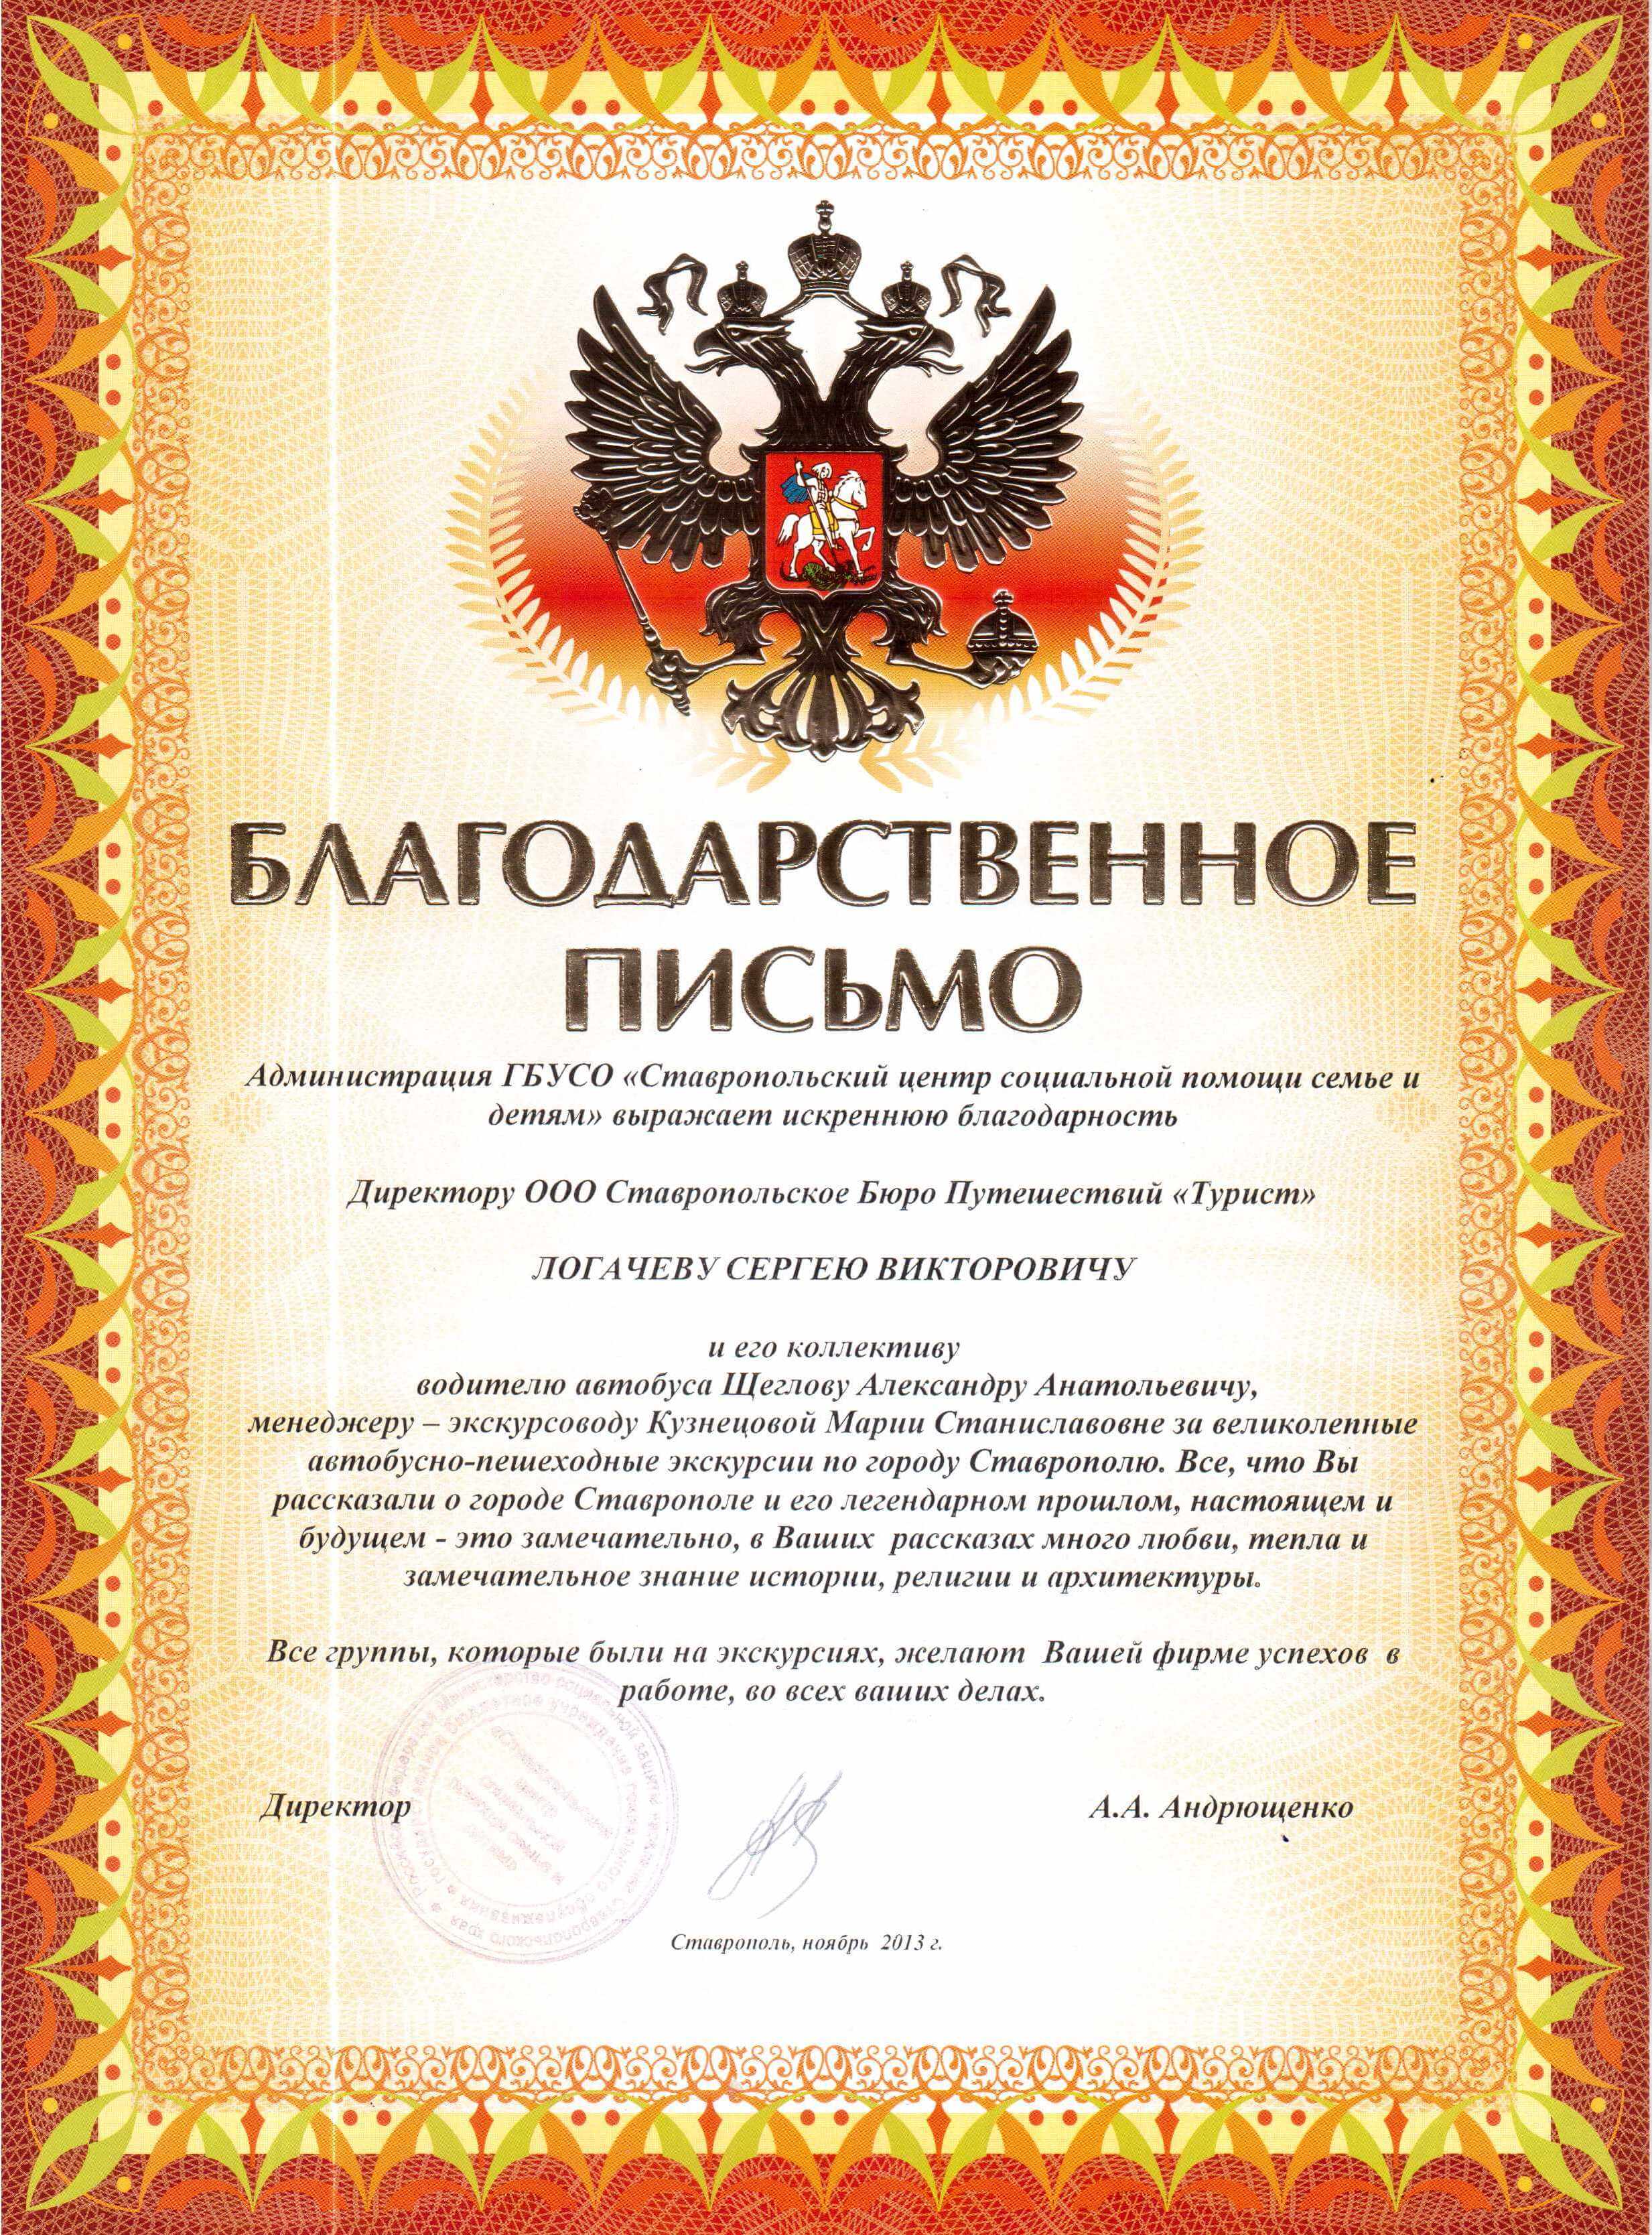 БЛАГОДАРСТВЕННОЕ
ПИСЬМО
Администрация ГБУСО «Ставропольский центр социальной помощи семье и
детям» выражает искреннюю благодарность
Директору ООО Ставропольское Бюро Путешествий «Турист»
ЛОГАЧЕВУ СЕРГЕЮ ВИКТОРОВИЧУ
и его коллективу
водителю автобуса Щеглову Александру Анатольевичу,
менеджеру – экскурсоводу Кузнецовой Марии Станиславовне за великолепные
автобусно-пешеходные экскурсии по городу Ставрополю. Все, что Вы
рассказали о городе Ставрополе и его легендарном прошлом, настоящем и
будущем - это замечательно, в Ваших рассказах много любви, тепла и
замечательное знание истории, религии и архитектуры.
Все группы, которые были на экскурсиях, желают Вашей фирме успехов в
работе, во всех ваших делах.
Директор
А.А. Андрющенко
Ставрополь, ноябрь 2013 г.